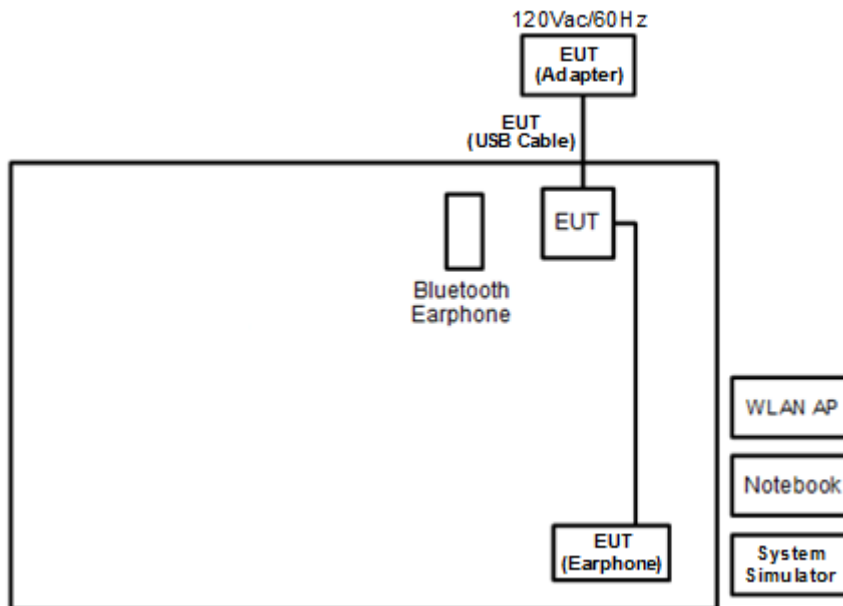 120Vac/60Hz
EUT
(Adapter)
EUT
(USB Cable)
EUT
Bluetooth
Earphone
WLAN AP
Notebook
EUT
(Earphone)
System
Simulator